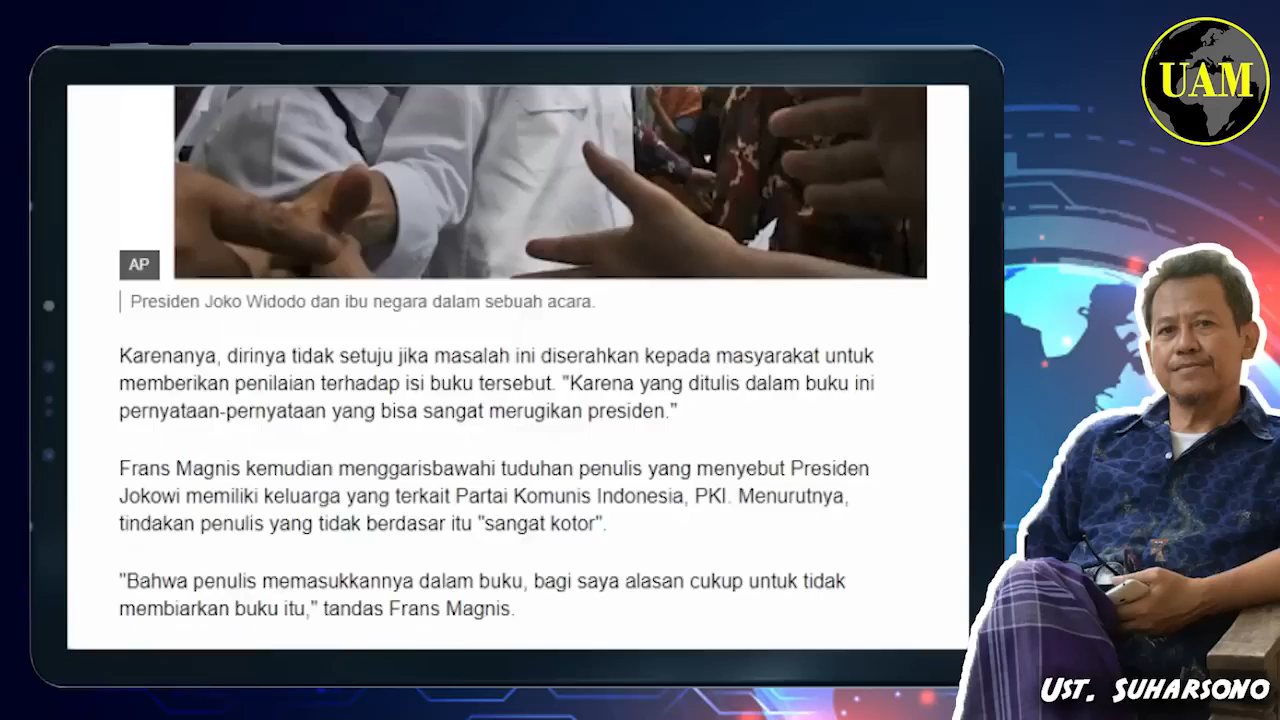 UAM
AP
Presiden Joko Widodo dan ibu negara dalam sebuah acara.
Karenanya, dirinya tidak setuju jika masalah ini diserahkan kepada masyarakat untuk
memberikan penilaian terhadap isi buku tersebut. "Karena yang ditulis dalam buku ini
pernyataan-pernyataan yang bisa sangat merugikan presiden."
Frans Magnis kemudian menggarisbawahi tuduhan penulis yang menyebut Presiden
Jokowi memiliki keluarga yang terkait Partai Komunis Indonesia, PKI. Menurutnya,
tindakan penulis yang tidak berdasar itu "sangat kotor".
"Bahwa penulis memasukkannya dalam buku, bagi saya alasan cukup untuk tidak
membiarkan buku itu," tandas Frans Magnis.
UST. SUHARSONO